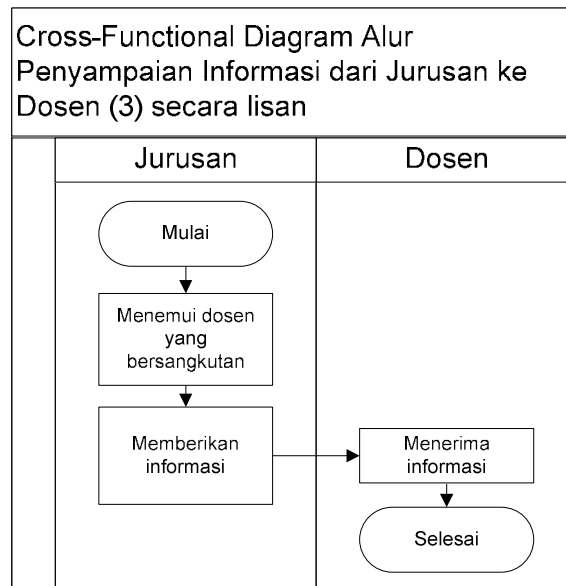 Cross-Functional Diagram Alur
Penyampaian Informasi dari Jurusan ke
Dosen (3) secara lisan
Jurusan
Dosen
Mulai
Menemui dosen
yang
bersangkutan
Memberikan
informasi
Menerima
informasi
Selesai